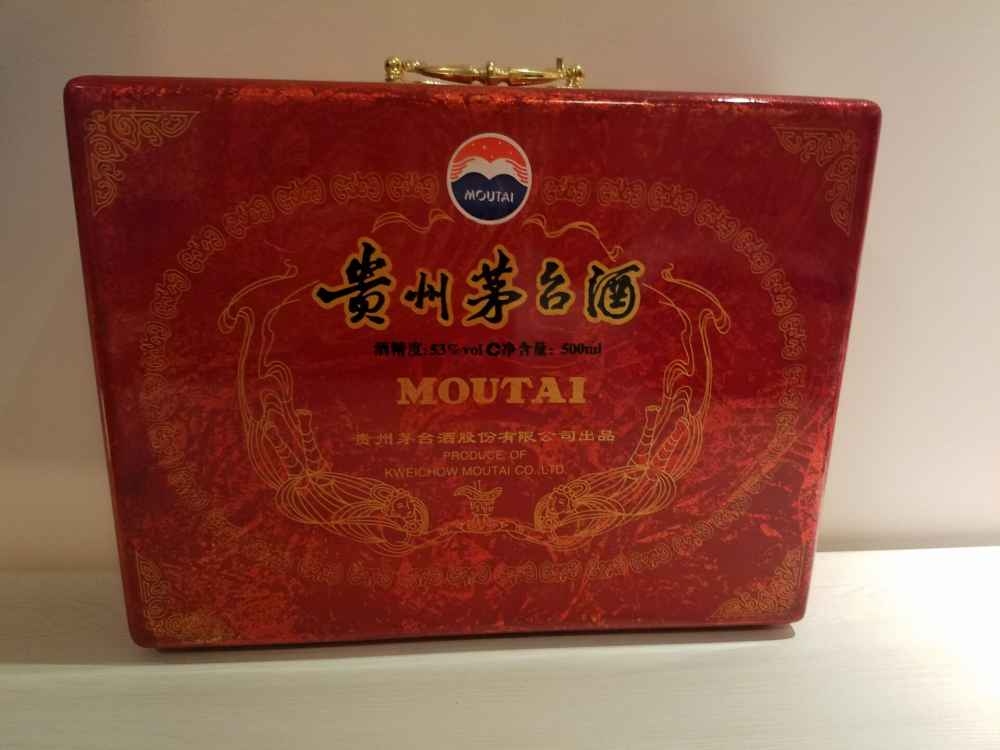 MOUTAI
贵州茅台酒
酒精度:53%vol 净含量: 500ml
MOUTAI
贵州茅台酒股份有限公司出品
PRODUCE OF
KWEICHOW MOUTAI CO.,LTD.